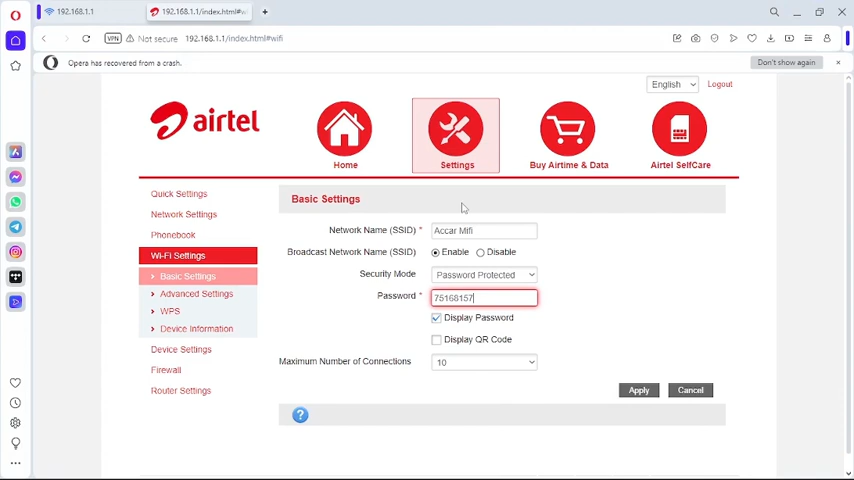 192.168.1.1
192.168.1.1/index.html#w
VPN
Not secure
192.168.1.1/index.html#wifi
Opera has recovered from a crash.
Don't show again
English
Logout
airtel
Home
Settings
Buy Airtime & Data
Airtel SelfCare
Quick Settings
Network Settings
Phonebook
Wi-Fi Settings
Basic Settings
Advanced Settings
WPS
Device Information
Device Settings
Firewall
Router Settings
Basic Settings
Network Name (SSID) *
Accar Mifi
Broadcast Network Name (SSID)
Enable
Disable
Security Mode
Password Protected
Password *
75168157
Display Password
Display QR Code
Maximum Number of Connections
10
Apply
Cancel
?